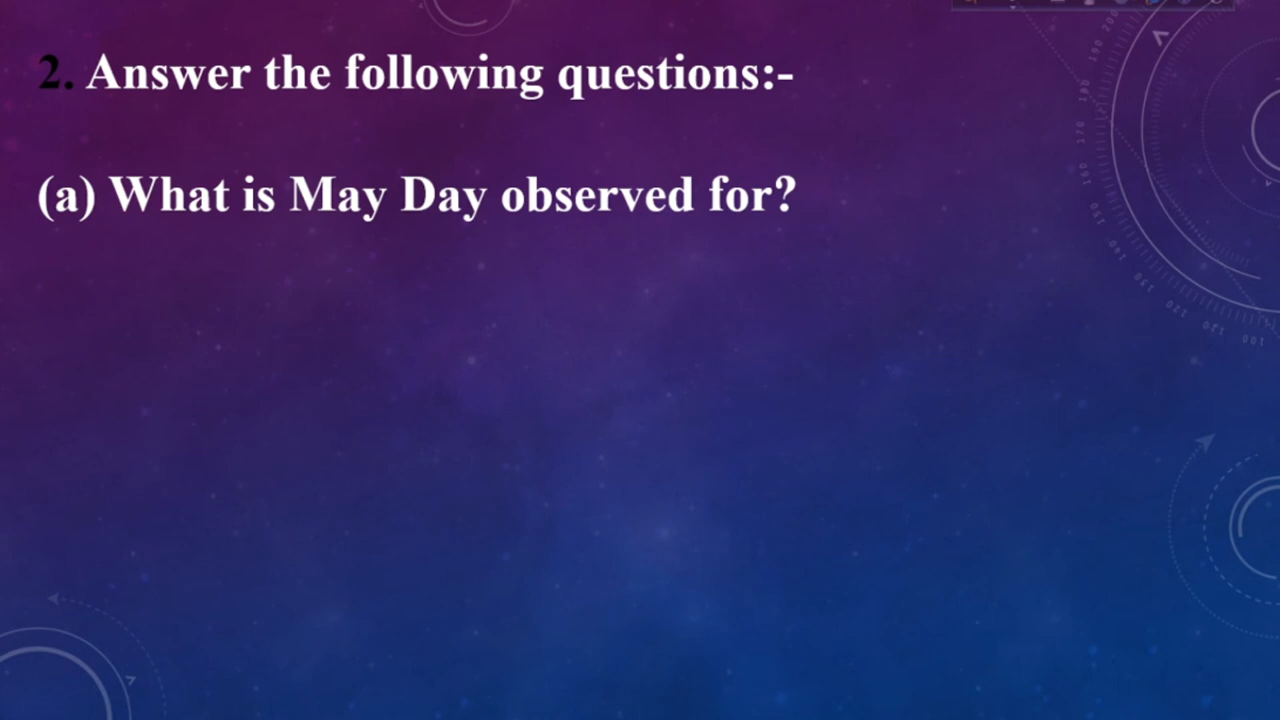 2. Answer the following questions:-
(a) What is May Day observed for?